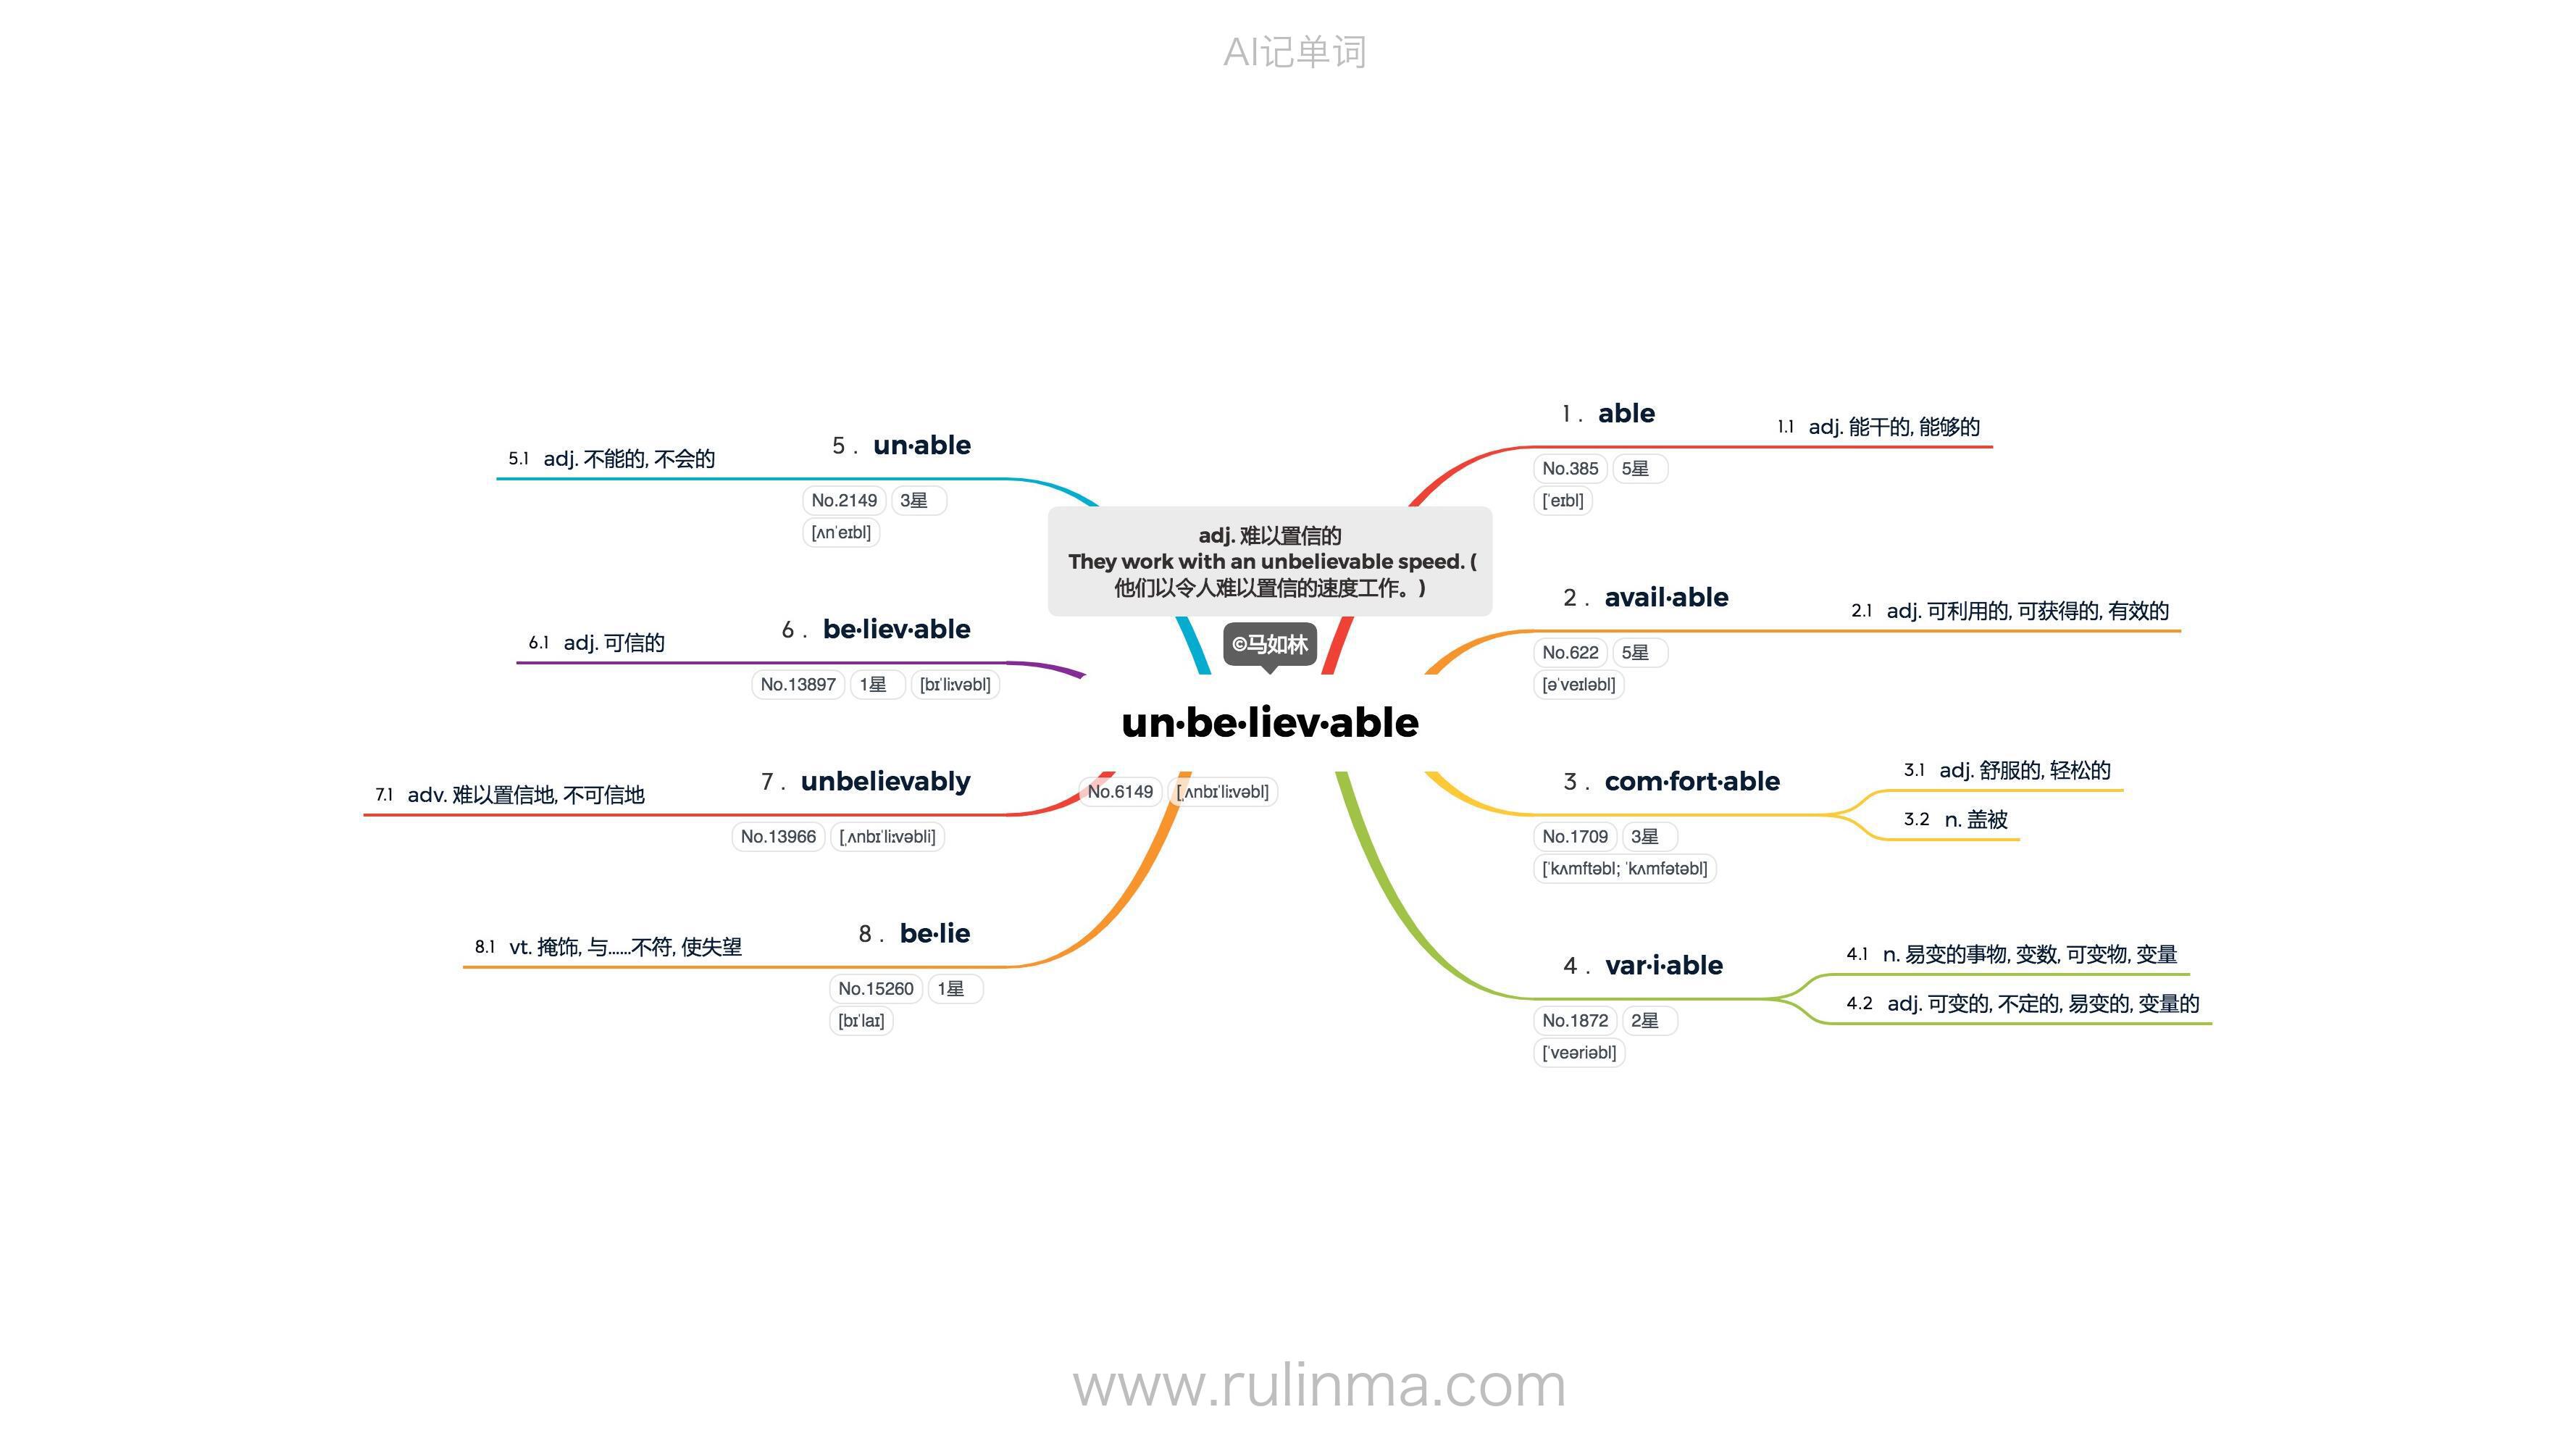 AI记单词
adj. 难以置信的
They work with an unbelievable speed. (
他们以令人难以置信的速度工作。)
©马如林
un·be·liev·able
No.6149 [ˌʌnbɪˈliːvəbl]
1 . able
1.1 adj. 能干的, 能够的
No.385 5星
[ˈeɪbl]
2 . avail·able
2.1 adj. 可利用的, 可获得的, 有效的
No.622 5星
[əˈveɪləbl]
3 . com·fort·able
3.1 adj. 舒服的, 轻松的
3.2 n. 盖被
No.1709 3星
[ˈkʌmftəbl; ˈkʌmfətəbl]
4 . var·i·able
4.1 n. 易变的事物, 变数, 可变物, 变量
4.2 adj. 可变的, 不定的, 易变的, 变量的
No.1872 2星
[ˈveəriəbl]
5 . un·able
5.1 adj. 不能的, 不会的
No.2149 3星
[ʌnˈeɪbl]
6 . be·liev·able
6.1 adj. 可信的
No.13897 1星 [bɪˈliːvəbl]
7 . unbelievably
7.1 adv. 难以置信地, 不可信地
No.13966 [ˌʌnbɪˈliːvəbli]
8 . be·lie
8.1 vt. 掩饰, 与……不符, 使失望
No.15260 1星
[bɪˈlaɪ]
www.rulinma.com